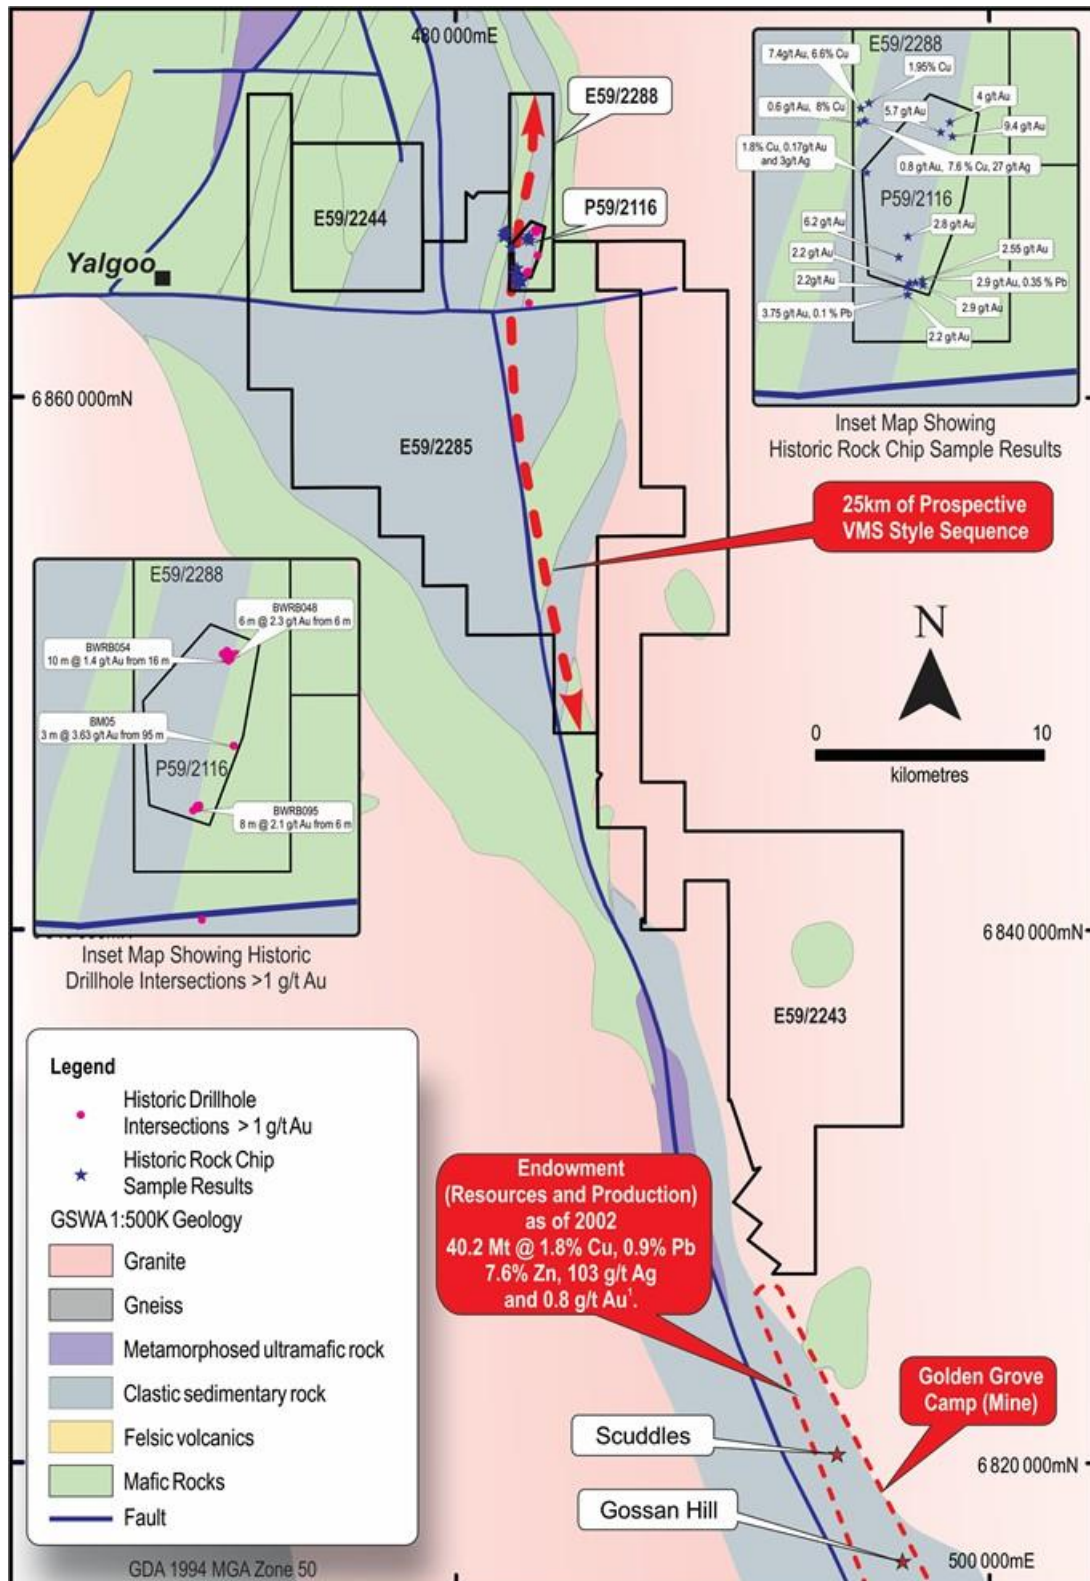 480 000mE
E59/2288
P59/2116
E59/2244
Yalgoo
6 860 000mN
E59/2285
E59/2288
7.4g/t Au, 6.6% Cu
1.95% Cu
0.6 g/t Au, 8% Cu
5.7 g/t Au
4 g/t Au
9.4 g/t Au
1.8% Cu, 0.17g/t Au
and 3g/t Ag
0.8 g/t Au, 7.6 % Cu, 27 g/t Ag
P59/2116
6.2 g/t Au
2.8 g/t Au
2.2 g/t Au
2.55 g/t Au
2.2g/t Au
2.9 g/t Au, 0.35 % Pb
3.75 g/t Au, 0.1 % Pb
2.9 g/t Au
2.2 g/t Au
Inset Map Showing
Historic Rock Chip Sample Results
25km of Prospective
VMS Style Sequence
N
0 10
kilometres
E59/2288
BWRB048
6 m @ 2.3 g/t Au from 6 m
BWRB054
10 m @ 1.4 g/t Au from 16 m
BM05
3 m @ 3.63 g/t Au from 95 m
P59/2116
BWRB095
8 m @ 2.1 g/t Au from 6 m
Inset Map Showing Historic
Drillhole Intersections >1 g/t Au
6 840 000mN
E59/2243
Legend
Historic Drillhole
Intersections > 1 g/t Au
Historic Rock Chip
Sample Results
GSWA 1:500K Geology
Granite
Gneiss
Metamorphosed ultramafic rock
Clastic sedimentary rock
Felsic volcanics
Mafic Rocks
Fault
GDA 1994 MGA Zone 50
Endowment
(Resources and Production)
as of 2002
40.2 Mt @ 1.8% Cu, 0.9% Pb
7.6% Zn, 103 g/t Ag
and 0.8 g/t Au¹.
Golden Grove
Camp (Mine)
Scuddles
6 820 000mN
Gossan Hill
500 000mE